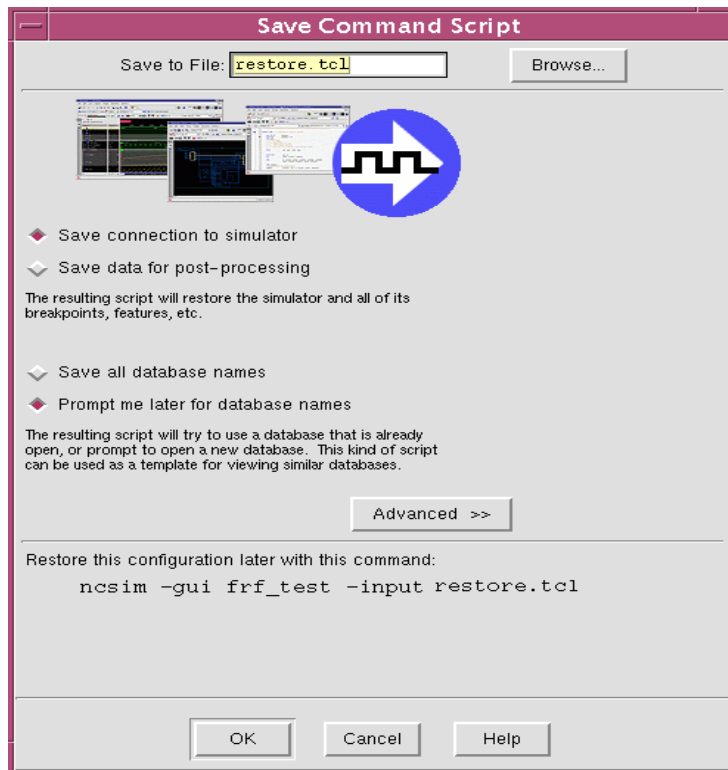 Save Command Script
Save to File: restore.tcl Browse...
Save connection to simulator
Save data for post-processing
The resulting script will restore the simulator and all of its
breakpoints, features, etc.
Save all database names
Prompt me later for database names
The resulting script will try to use a database that is already
open, or prompt to open a new database. This kind of script
can be used as a template for viewing similar databases.
Advanced >>
Restore this configuration later with this command:
ncsim -gui frf_test -input restore.tcl
OK Cancel Help